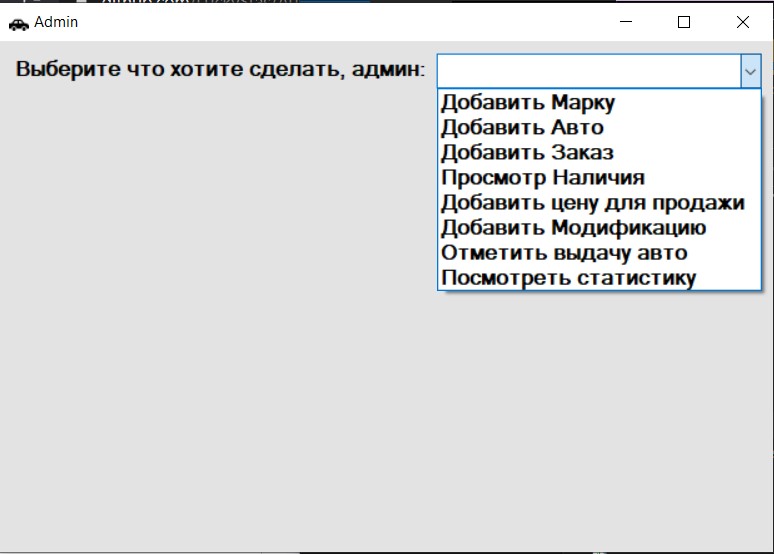 Admin
Выберите что хотите сделать, админ:
Добавить Марку
Добавить Авто
Добавить Заказ
Просмотр Наличия
Добавить цену для продажи
Добавить Модификацию
Отметить выдачу авто
Посмотреть статистику